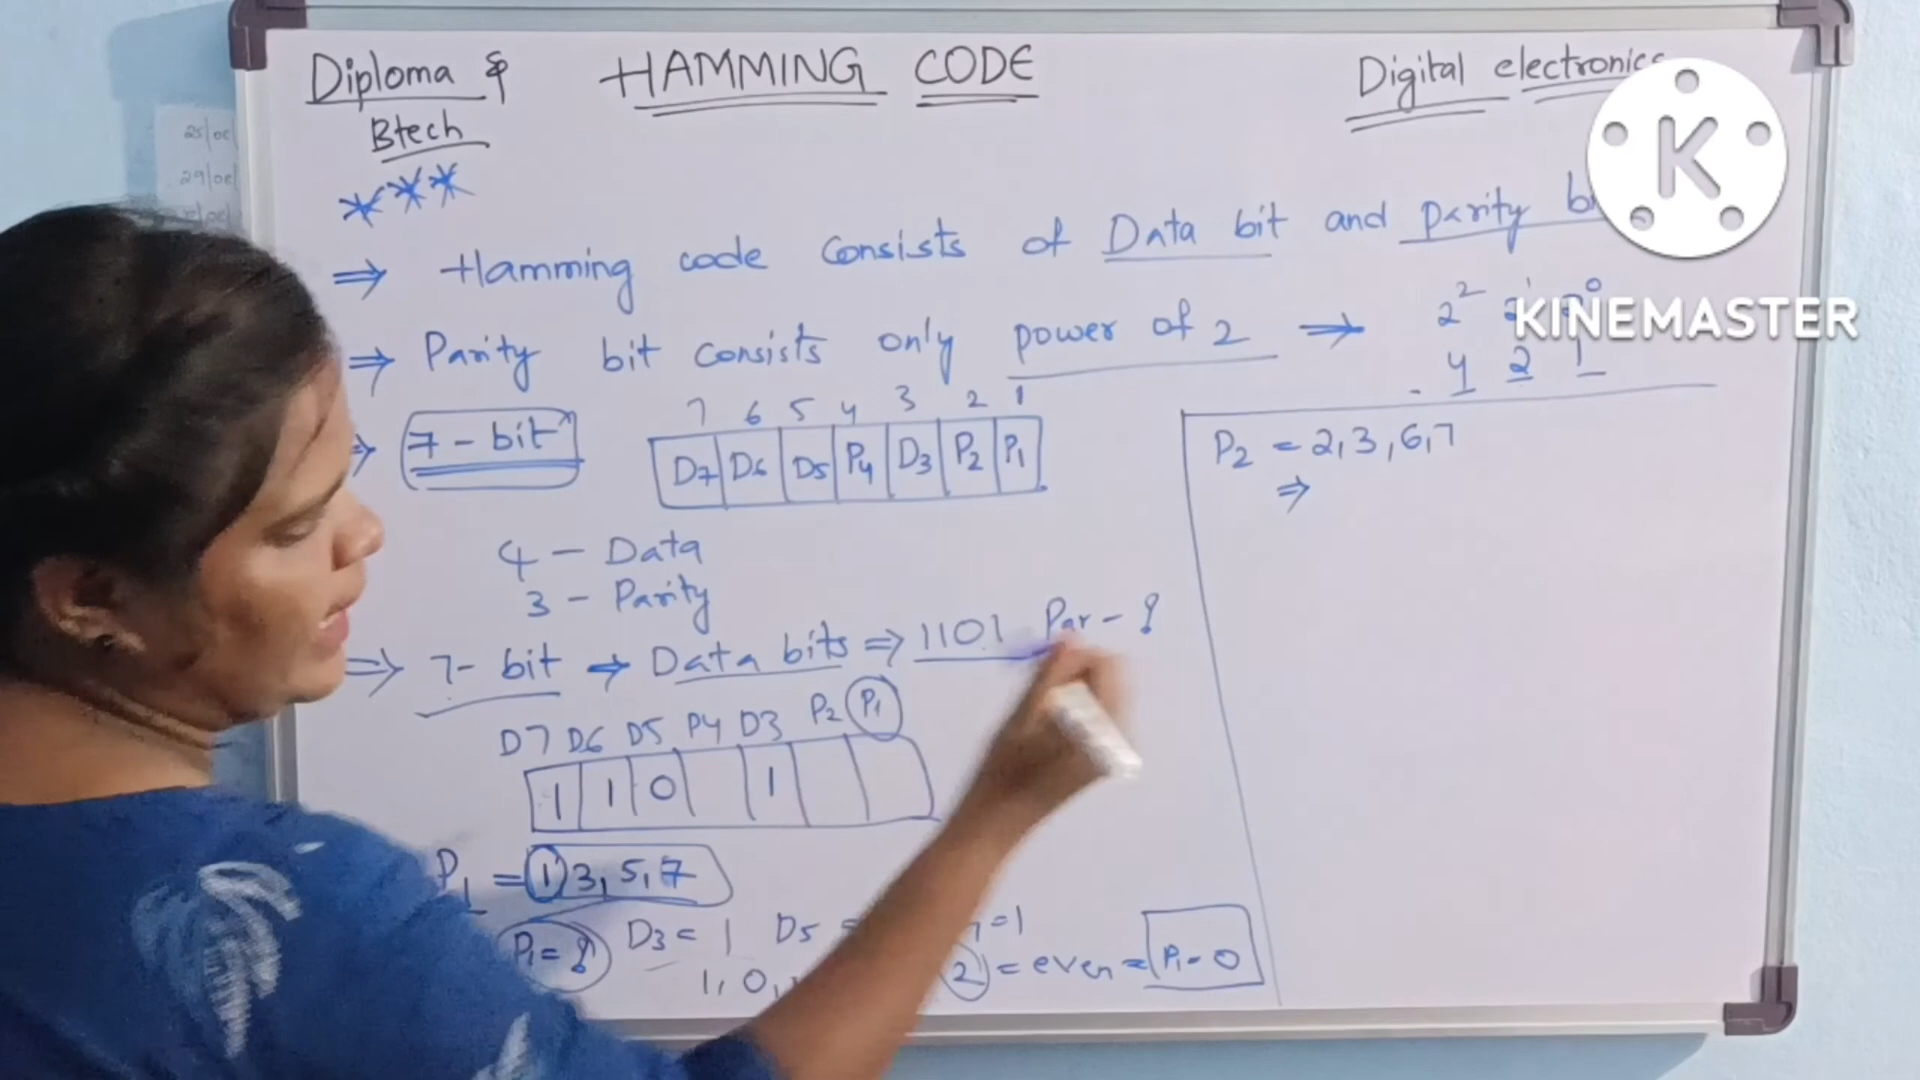 Diploma & HAMMING CODE Digital electronics
Btech
***
⇒ Hamming code consists of Data bit and parity
⇒ Parity bit consists only power of 2 ⇒ 2² 2¹ 2⁰
4 2 1
KINEMASTER
⇒ 7-bit
7 6 5 4 3 2 1
D7 D6 D5 P4 D3 P2 P1
4 - Data
3 - Parity
⇒ 7-bit → Data bits ⇒ 1101 Par - ?
D7 D6 D5 P4 D3 P2 P1
1 1 0 1
P1 = 1 3, 5, 7
P1 = ? D3 = 1 D5 = =1
1, 0, 2 = even = P1 - 0
P2 = 2, 3, 6, 7
⇒
K